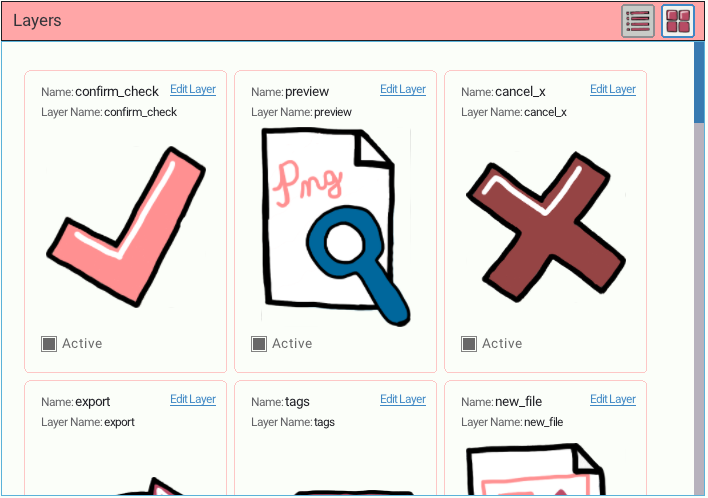 Layers
Name: confirm_check Edit Layer
Layer Name: confirm_check
Name: preview Edit Layer
Layer Name: preview
Name: cancel_x Edit Layer
Layer Name: cancel_x
Png
Active
Active
Active
Name: export Edit Layer
Layer Name: export
Name: tags Edit Layer
Layer Name: tags
Name: new_file Edit Layer
Layer Name: new_file